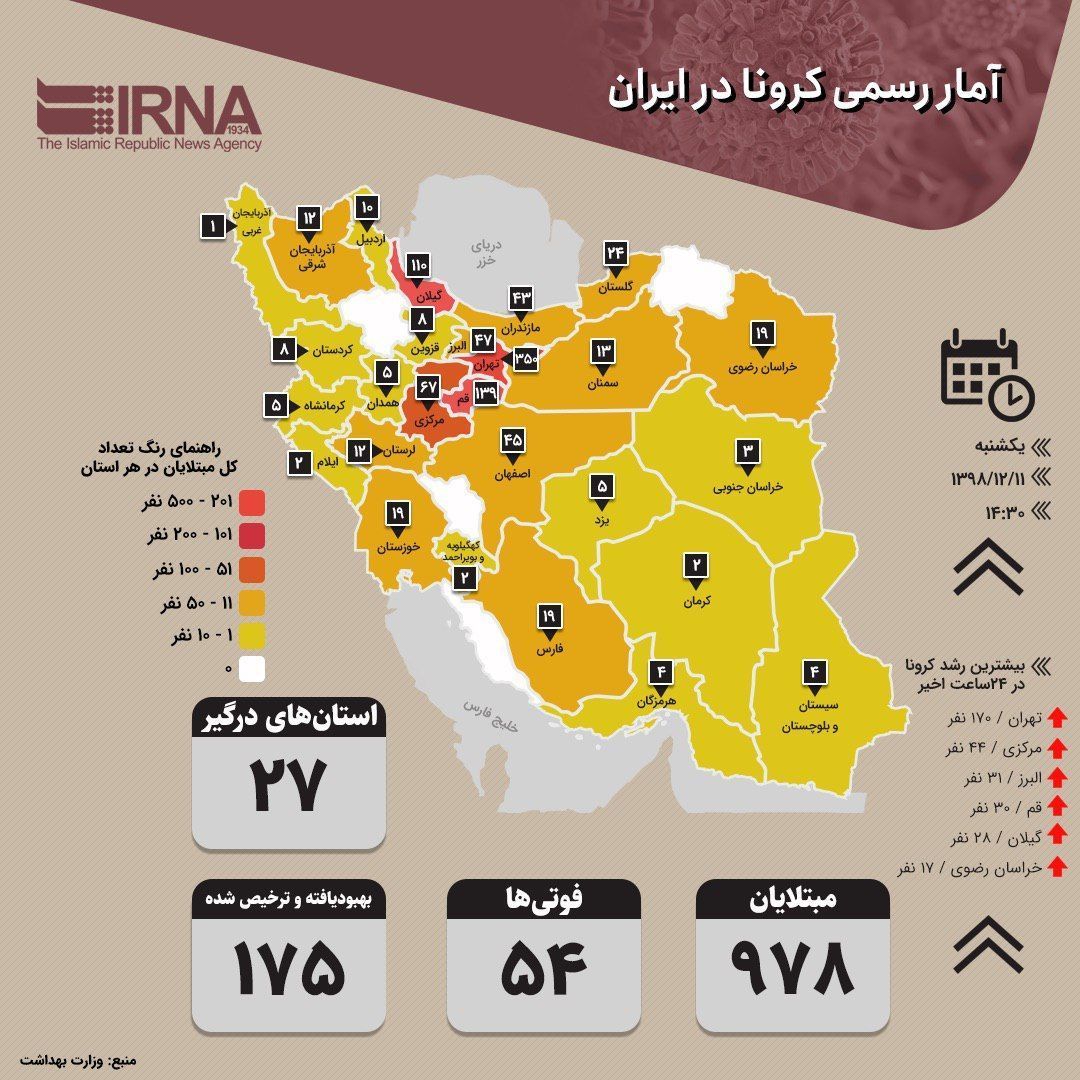 آمار رسمی کرونا در ایران
IRNA
1934
The Islamic Republic News Agency
دریای
خزر
۱
آذربایجان
غربی
۱۲
آذربایجان
شرقی
۱۰
اردبیل
۱۱۰
گیلان
۴۳
مازندران
۲۴
گلستان
۱۹
خراسان رضوی
۸
قزوین
البرز
۴۷
تهران
۳۵۰
۱۳
سمنان
۸
کردستان
۵
همدان
۶۷
مرکزی
قم
۱۳۹
۵
کرمانشاه
۲
ایلام
۱۲
لرستان
۴۵
اصفهان
۳
خراسان جنوبی
۵
یزد
۱۹
خوزستان
کهگیلویه
و بویراحمد
۲
۲
کرمان
۱۹
فارس
۴
هرمزگان
۴
سیستان
و بلوچستان
خلیج فارس
یکشنبه
۱۳۹۸/۱۲/۱۱
۱۴:۳۰
بیشترین رشد کرونا
در ۲۴ساعت اخیر
تهران / ۱۷۰ نفر
مرکزی / ۴۴ نفر
البرز / ۳۱ نفر
قم / ۳۰ نفر
گیلان / ۲۸ نفر
خراسان رضوی / ۱۷ نفر
راهنمای رنگ تعداد
کل مبتلایان در هر استان
۲۰۱ - ۵۰۰ نفر
۱۰۱ - ۲۰۰ نفر
۵۱ - ۱۰۰ نفر
۱۱ - ۵۰ نفر
۱ - ۱۰ نفر
۰
استان‌های درگیر
۲۷
مبتلایان
۹۷۸
فوتی‌ها
۵۴
بهبودیافته و ترخیص شده
۱۷۵
منبع: وزارت بهداشت